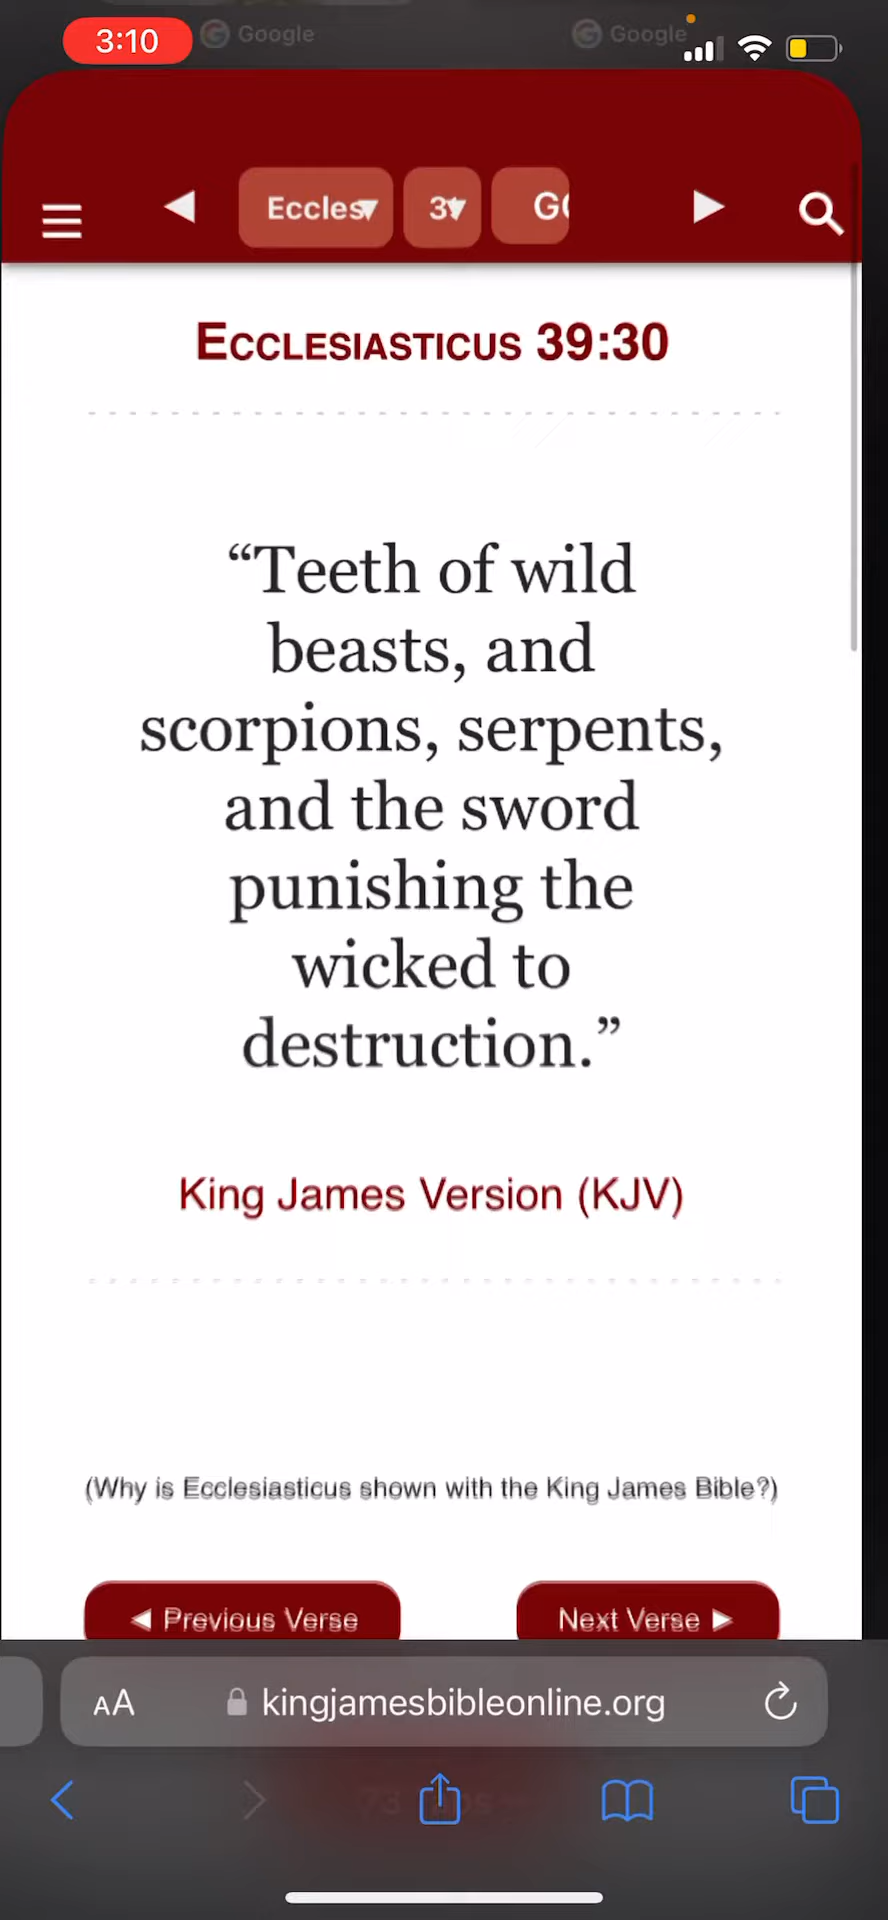 3:10
Google
Google
Eccles
3
ECCLESIASTICUS 39:30
“Teeth of wild
beasts, and
scorpions, serpents,
and the sword
punishing the
wicked to
destruction.”
King James Version (KJV)
(Why is Ecclesiasticus shown with the King James Bible?)
Previous Verse
Next Verse
AA
kingjamesbibleonline.org